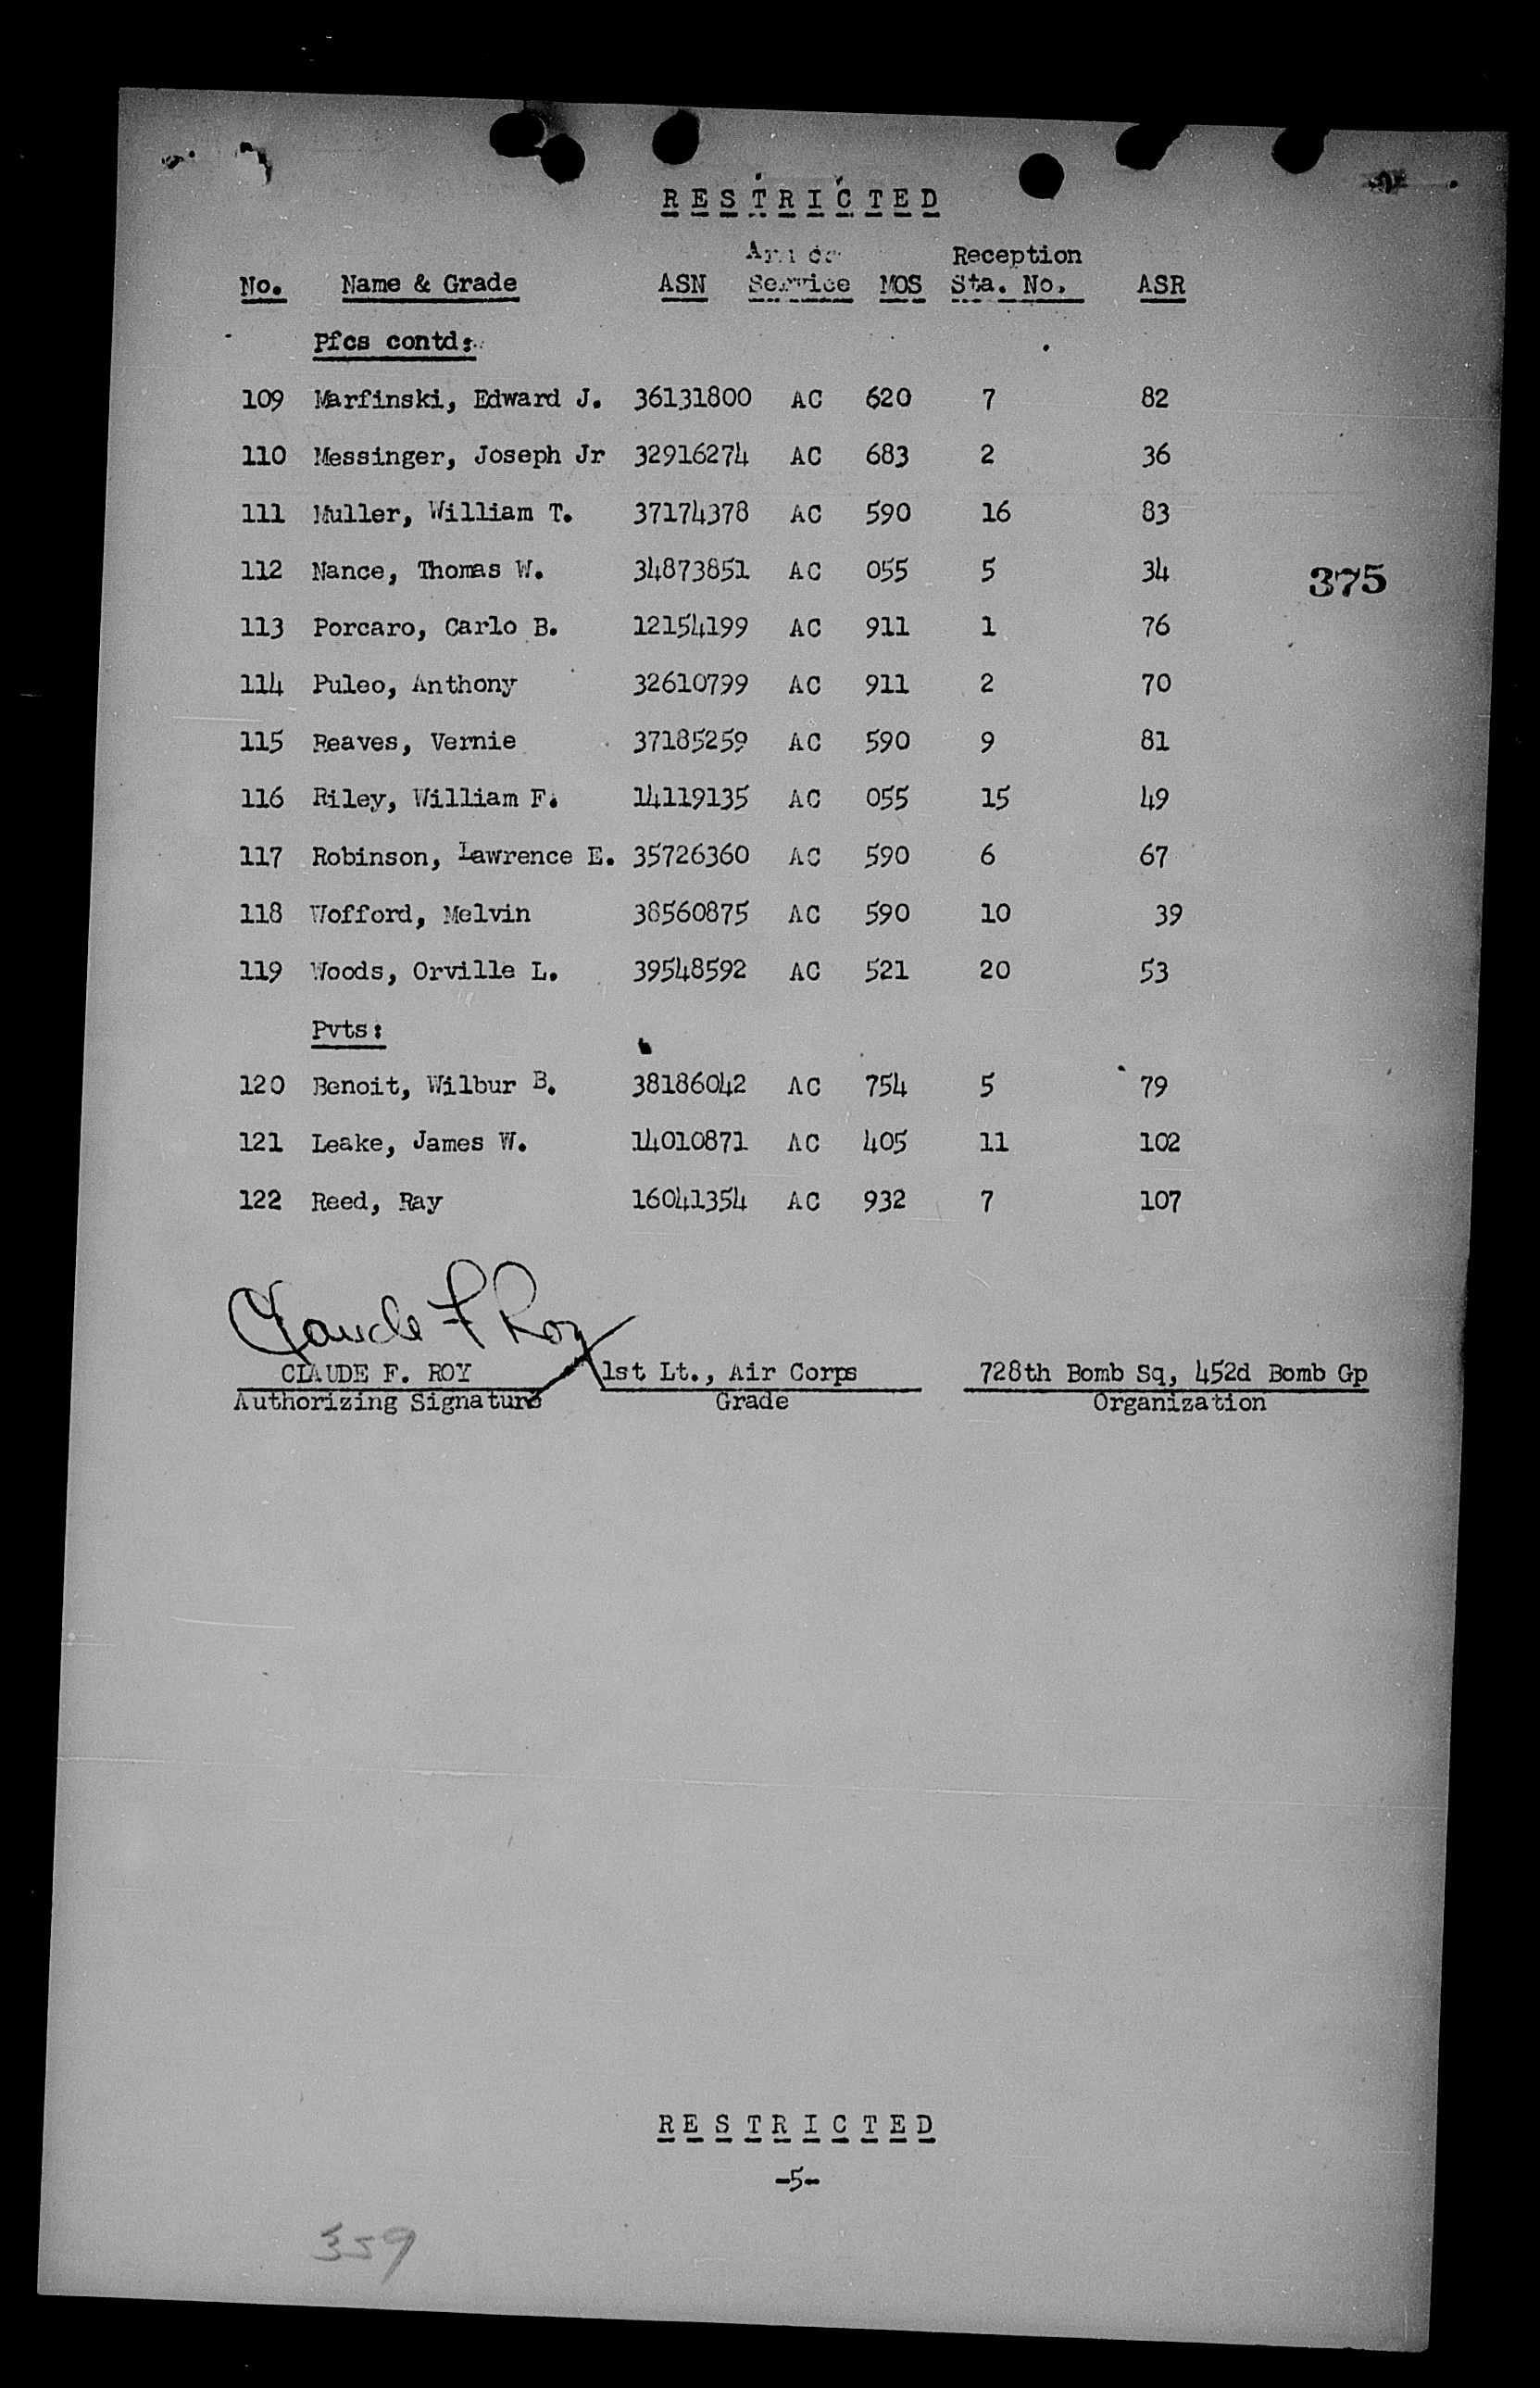 RESTRICTED
Arm or Reception
No. Name & Grade ASN Service MOS Sta. No. ASR
Pfcs contd:
109 Marfinski, Edward J. 36131800 AC 620 7 82
110 Messinger, Joseph Jr 32916274 AC 683 2 36
111 Muller, William T. 37174378 AC 590 16 83
112 Nance, Thomas W. 34873851 AC 055 5 34
375
113 Porcaro, Carlo B. 12154199 AC 911 1 76
114 Puleo, Anthony 32610799 AC 911 2 70
115 Reaves, Vernie 37185259 AC 590 9 81
116 Riley, William F. 14119135 AC 055 15 49
117 Robinson, Lawrence E. 35726360 AC 590 6 67
118 Wofford, Melvin 38560875 AC 590 10 39
119 Woods, Orville L. 39548592 AC 521 20 53
Pvts:
120 Benoit, Wilbur B. 38186042 AC 754 5 79
121 Leake, James W. 14010871 AC 405 11 102
122 Reed, Ray 16041354 AC 932 7 107
Claude F Roy
CLAUDE F. ROY 1st Lt., Air Corps 728th Bomb Sq, 452d Bomb Gp
Authorizing Signature Grade Organization
RESTRICTED
-5-
359